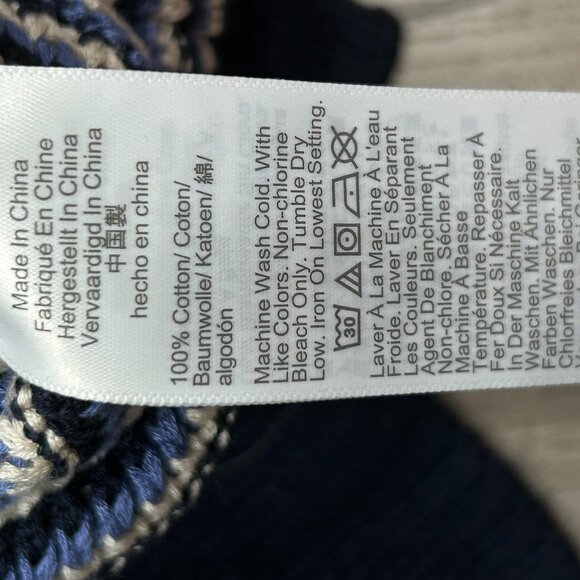 Made In China
Fabriqué En Chine
Hergestellt In China
Vervaardigd In China
中国製
hecho en china
100% Cotton/ Coton/
Baumwolle/ Katoen/ 綿/
algodón
Machine Wash Cold. With
Like Colors. Non-chlorine
Bleach Only. Tumble Dry
Low. Iron On Lowest Setting.
30
Laver À La Machine À L'eau
Froide. Laver En Séparant
Les Couleurs. Seulement
Agent De Blanchiment
Non-chlore. Sécher À La
Machine À Basse
Température. Repasser A
Fer Doux Si Nécessaire.
In Der Maschine Kalt
Waschen. Mit Ähnlichen
Farben Waschen. Nur
Chlorfreies Bleichmittel